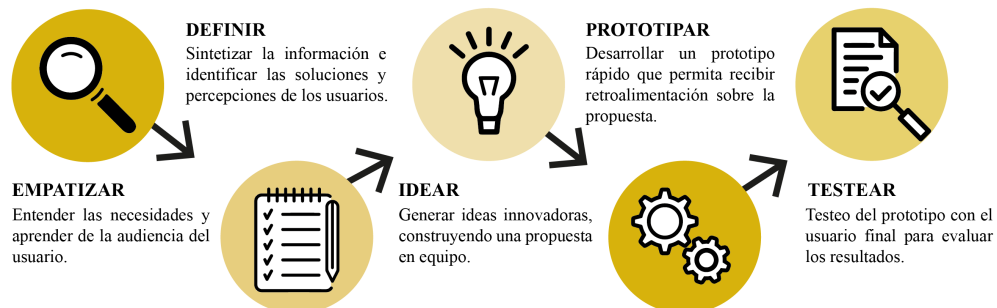 EMPATIZAR
Entender las necesidades y
aprender de la audiencia del
usuario.
DEFINIR
Sintetizar la información e
identificar las soluciones y
percepciones de los usuarios.
IDEAR
Generar ideas innovadoras,
construyendo una propuesta
en equipo.
PROTOTIPAR
Desarrollar un prototipo
rápido que permita recibir
retroalimentación sobre la
propuesta.
TESTEAR
Testeo del prototipo con el
usuario final para evaluar
los resultados.